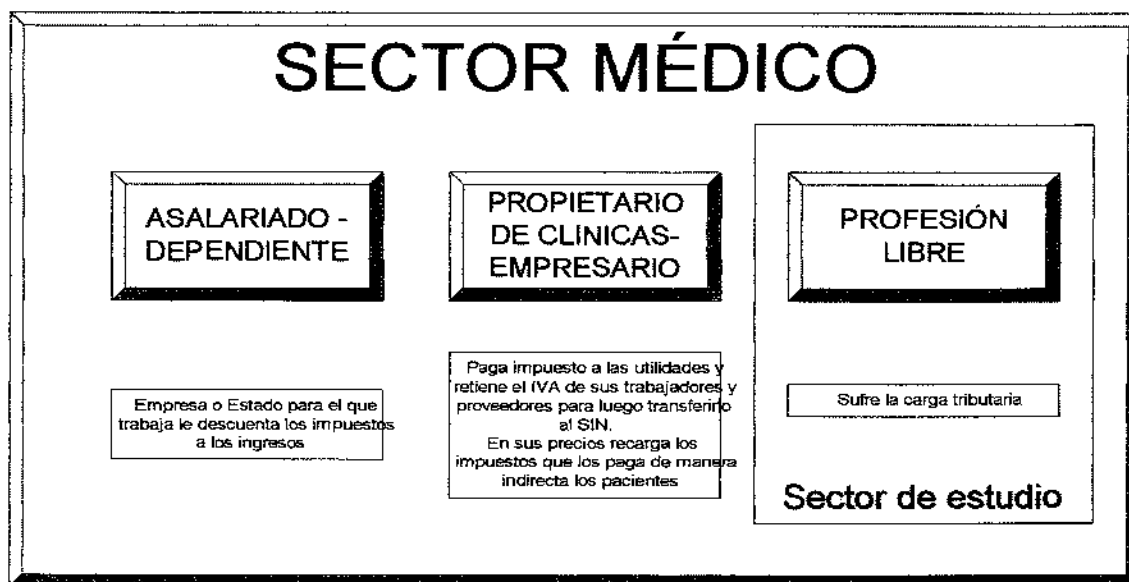 SECTOR MÉDICO
ASALARIADO -
DEPENDIENTE
Empresa o Estado para el que
trabaja le descuenta los impuestos
a los ingresos
PROPIETARIO
DE CLINICAS-
EMPRESARIO
Paga impuesto a las utilidades y
retiene el IVA de sus trabajadores y
proveedores para luego transferirlo
al SIN.
En sus precios recarga los
impuestos que los paga de manera
indirecta los pacientes
PROFESIÓN
LIBRE
Sufre la carga tributaria
Sector de estudio